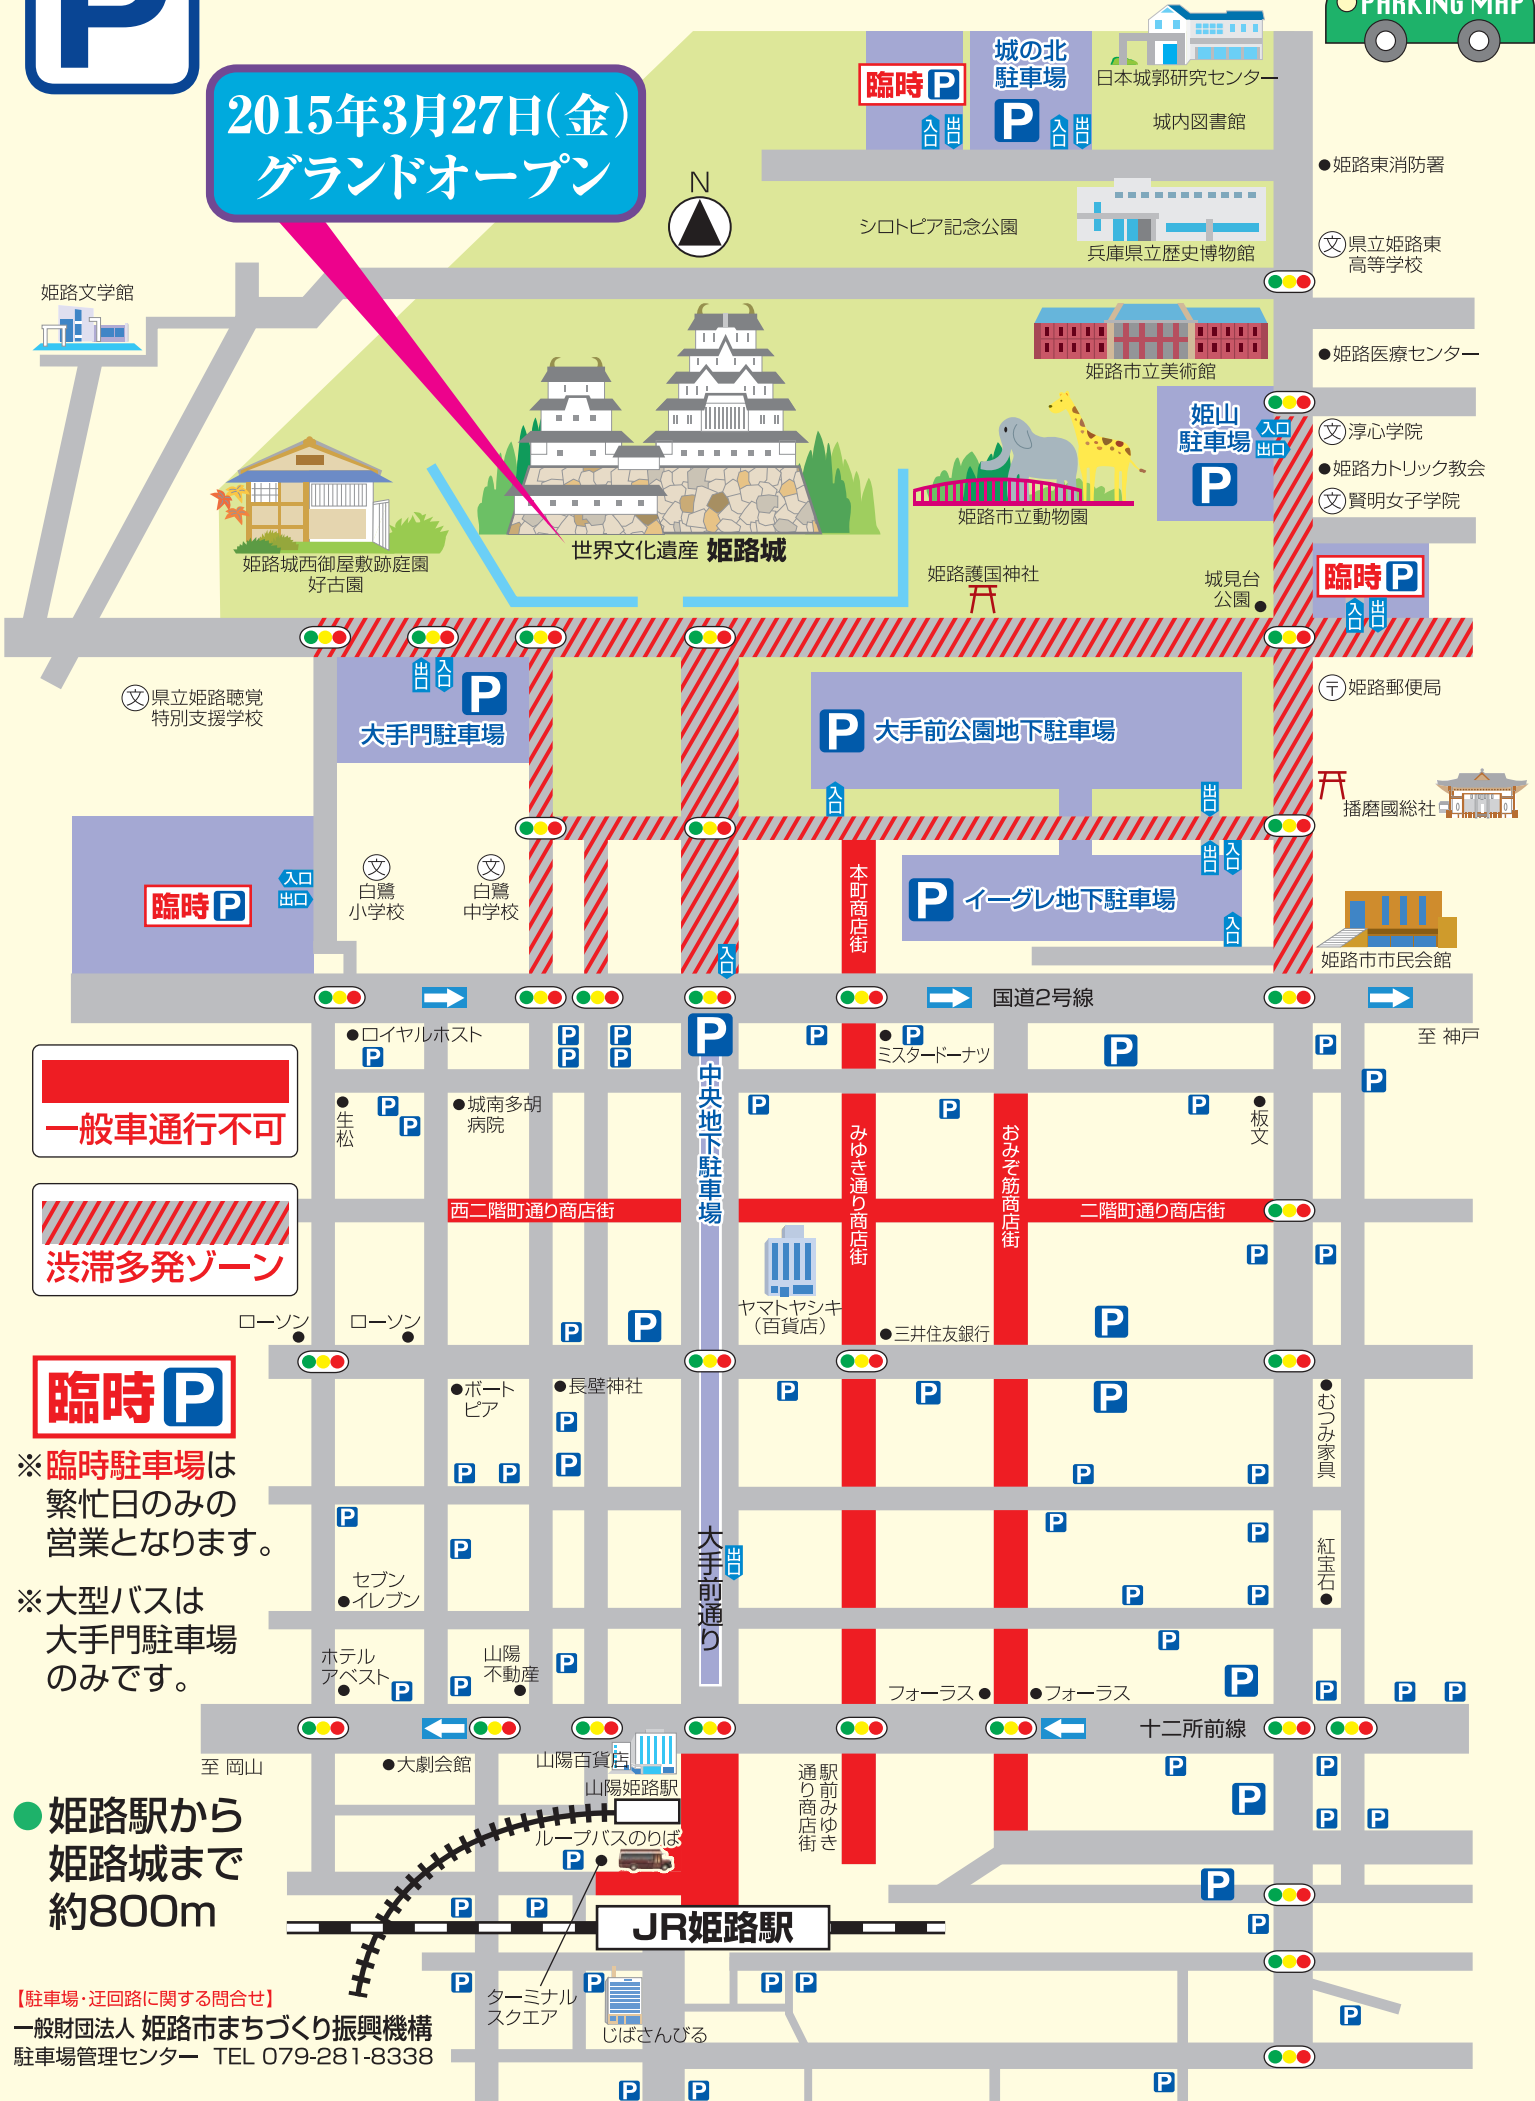 P
PARKING MAP
2015年3月27日(金)
グランドオープン
N
臨時P
入口
出口
城の北
駐車場
P
入口
出口
日本城郭研究センター
城内図書館
姫路東消防署
シロトピア記念公園
兵庫県立歴史博物館
文 県立姫路東
高等学校
姫路文学館
姫路市立美術館
姫路医療センター
姫山
駐車場
P
入口
出口
文 淳心学院
姫路カトリック教会
文 賢明女子学院
姫路市立動物園
世界文化遺産 姫路城
姫路城西御屋敷跡庭園
好古園
姫路護国神社
城見台
公園
臨時P
入口
出口
文 県立姫路聴覚
特別支援学校
出口
入口
P
大手門駐車場
P 大手前公園地下駐車場
入口
出口
〒 姫路郵便局
播磨國総社
臨時P
入口
出口
文
白鷺
小学校
文
白鷺
中学校
本町商店街
出口
入口
P イーグレ地下駐車場
入口
入口
姫路市市民会館
国道2号線
至 神戸
ロイヤルホスト
P
中央地下駐車場
ミスタードーナツ
一般車通行不可
生松
城南多胡
病院
みゆき通り商店街
おみぞ筋商店街
板文
西二階町通り商店街
二階町通り商店街
渋滞多発ゾーン
ヤマトヤシキ
(百貨店)
ローソン
ローソン
三井住友銀行
臨時P
ボート
ピア
長壁神社
むつみ家具
※臨時駐車場は
繁忙日のみの
営業となります。
大手前通り
出口
紅宝石
セブン
イレブン
※大型バスは
大手門駐車場
のみです。
ホテル
アベスト
山陽
不動産
フォーラス
フォーラス
十二所前線
至 岡山
大劇会館
山陽百貨店
山陽姫路駅
駅前みゆき
通り商店街
姫路駅から
姫路城まで
約800m
ループバスのりば
JR姫路駅
ターミナル
スクエア
じばさんびる
【駐車場・迂回路に関する問合せ】
一般財団法人 姫路市まちづくり振興機構
駐車場管理センター TEL 079-281-8338